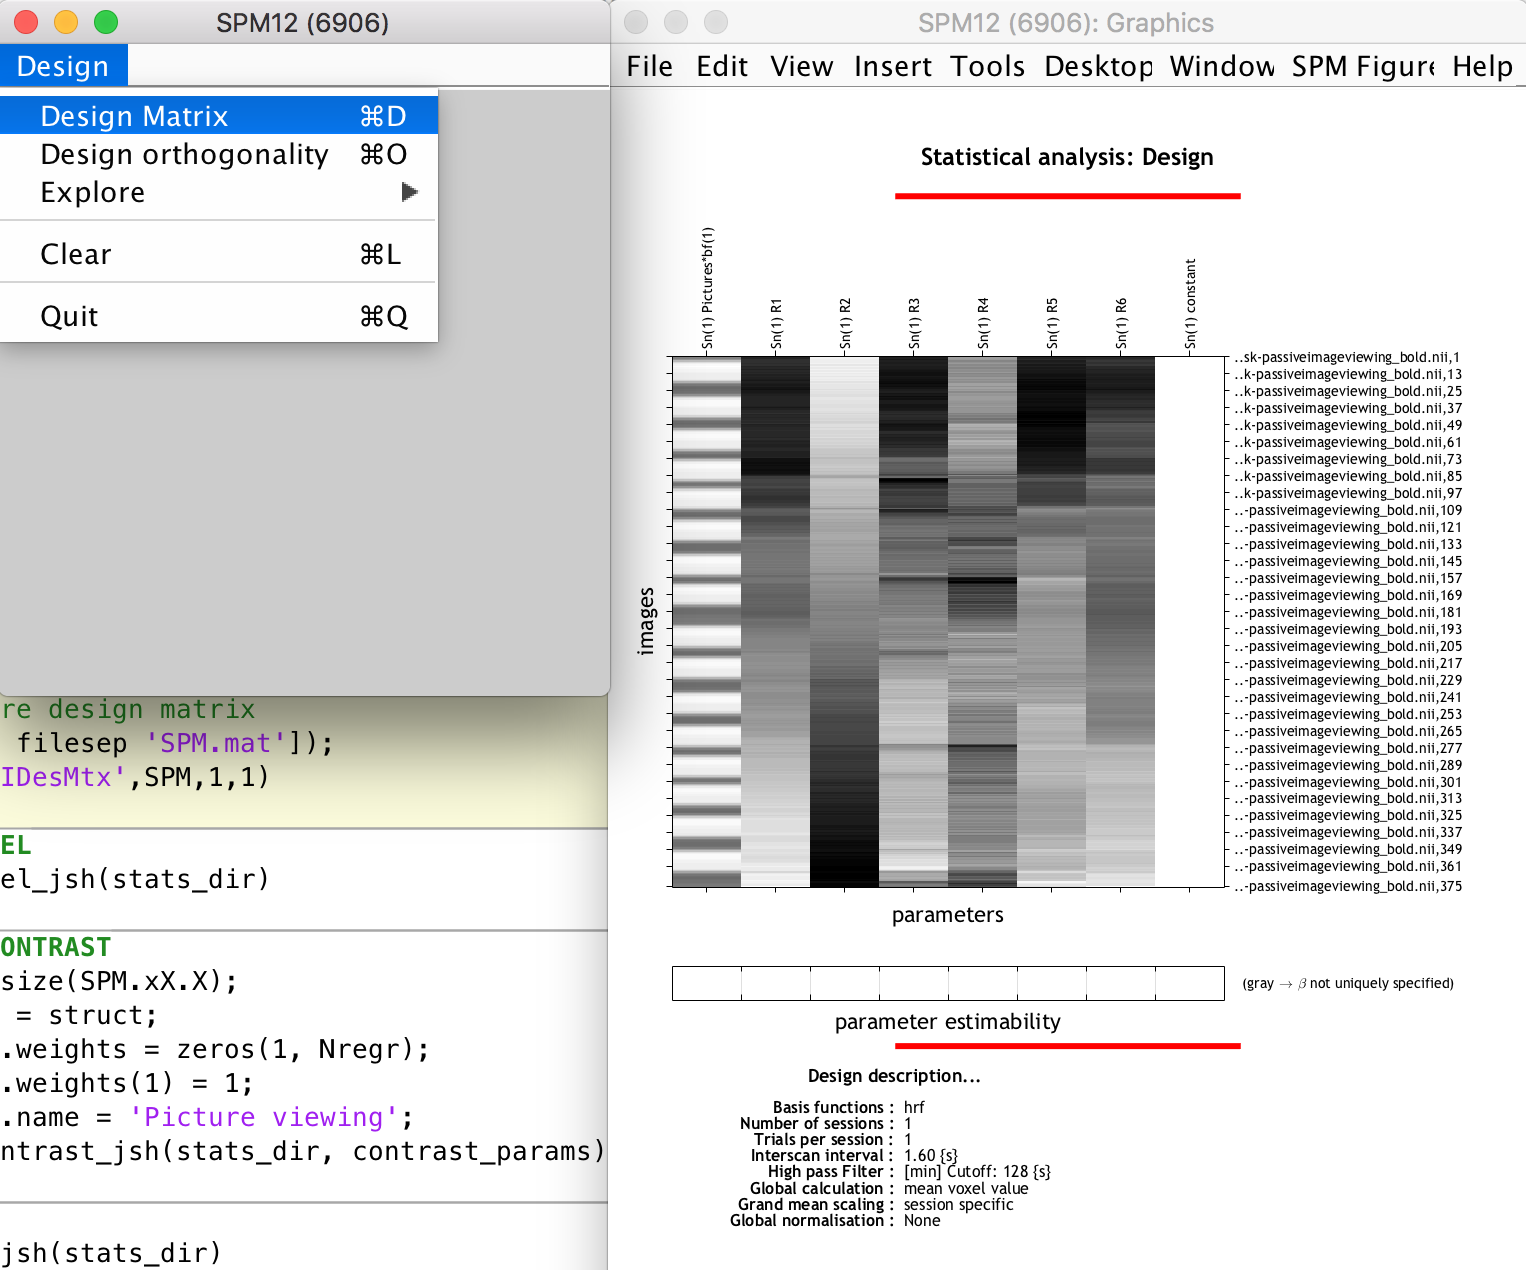 SPM12 (6906)
Design
Design Matrix ⌘D
Design orthogonality ⌘O
Explore
Clear ⌘L
Quit ⌘Q
re design matrix
filesep 'SPM.mat']);
IDesMtx',SPM,1,1)
EL
el_jsh(stats_dir)
ONTRAST
size(SPM.xX.X);
= struct;
.weights = zeros(1, Nregr);
.weights(1) = 1;
.name = 'Picture viewing';
ntrast_jsh(stats_dir, contrast_params)
jsh(stats_dir)
SPM12 (6906): Graphics
File Edit View Insert Tools Desktop Window SPM Figure Help
Statistical analysis: Design
Sn(1) Pictures*bf(1)
Sn(1) R1
Sn(1) R2
Sn(1) R3
Sn(1) R4
Sn(1) R5
Sn(1) R6
Sn(1) constant
images
..sk-passiveimageviewing_bold.nii,1
..k-passiveimageviewing_bold.nii,13
..k-passiveimageviewing_bold.nii,25
..k-passiveimageviewing_bold.nii,37
..k-passiveimageviewing_bold.nii,49
..k-passiveimageviewing_bold.nii,61
..k-passiveimageviewing_bold.nii,73
..k-passiveimageviewing_bold.nii,85
..k-passiveimageviewing_bold.nii,97
..-passiveimageviewing_bold.nii,109
..-passiveimageviewing_bold.nii,121
..-passiveimageviewing_bold.nii,133
..-passiveimageviewing_bold.nii,145
..-passiveimageviewing_bold.nii,157
..-passiveimageviewing_bold.nii,169
..-passiveimageviewing_bold.nii,181
..-passiveimageviewing_bold.nii,193
..-passiveimageviewing_bold.nii,205
..-passiveimageviewing_bold.nii,217
..-passiveimageviewing_bold.nii,229
..-passiveimageviewing_bold.nii,241
..-passiveimageviewing_bold.nii,253
..-passiveimageviewing_bold.nii,265
..-passiveimageviewing_bold.nii,277
..-passiveimageviewing_bold.nii,289
..-passiveimageviewing_bold.nii,301
..-passiveimageviewing_bold.nii,313
..-passiveimageviewing_bold.nii,325
..-passiveimageviewing_bold.nii,337
..-passiveimageviewing_bold.nii,349
..-passiveimageviewing_bold.nii,361
..-passiveimageviewing_bold.nii,375
parameters
(gray → β not uniquely specified)
parameter estimability
Design description...
Basis functions : hrf
Number of sessions : 1
Trials per session : 1
Interscan interval : 1.60 {s}
High pass Filter : [min] Cutoff: 128 {s}
Global calculation : mean voxel value
Grand mean scaling : session specific
Global normalisation : None